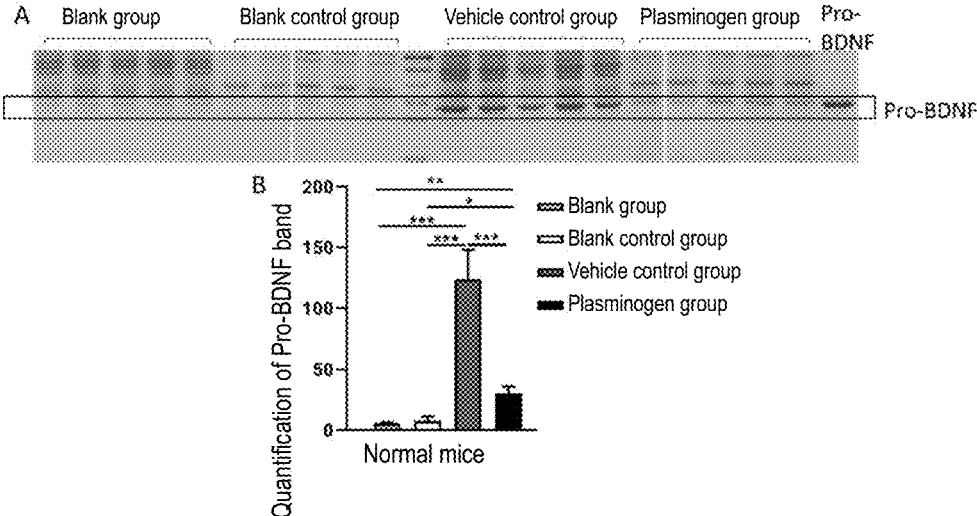 A
Blank group
Blank control group
Vehicle control group
Plasminogen group
Pro-
BDNF
Pro-BDNF
B
Quantification of Pro-BDNF band
200
150
100
50
0
**
*
***
*** ***
Blank group
Blank control group
Vehicle control group
Plasminogen group
Normal mice